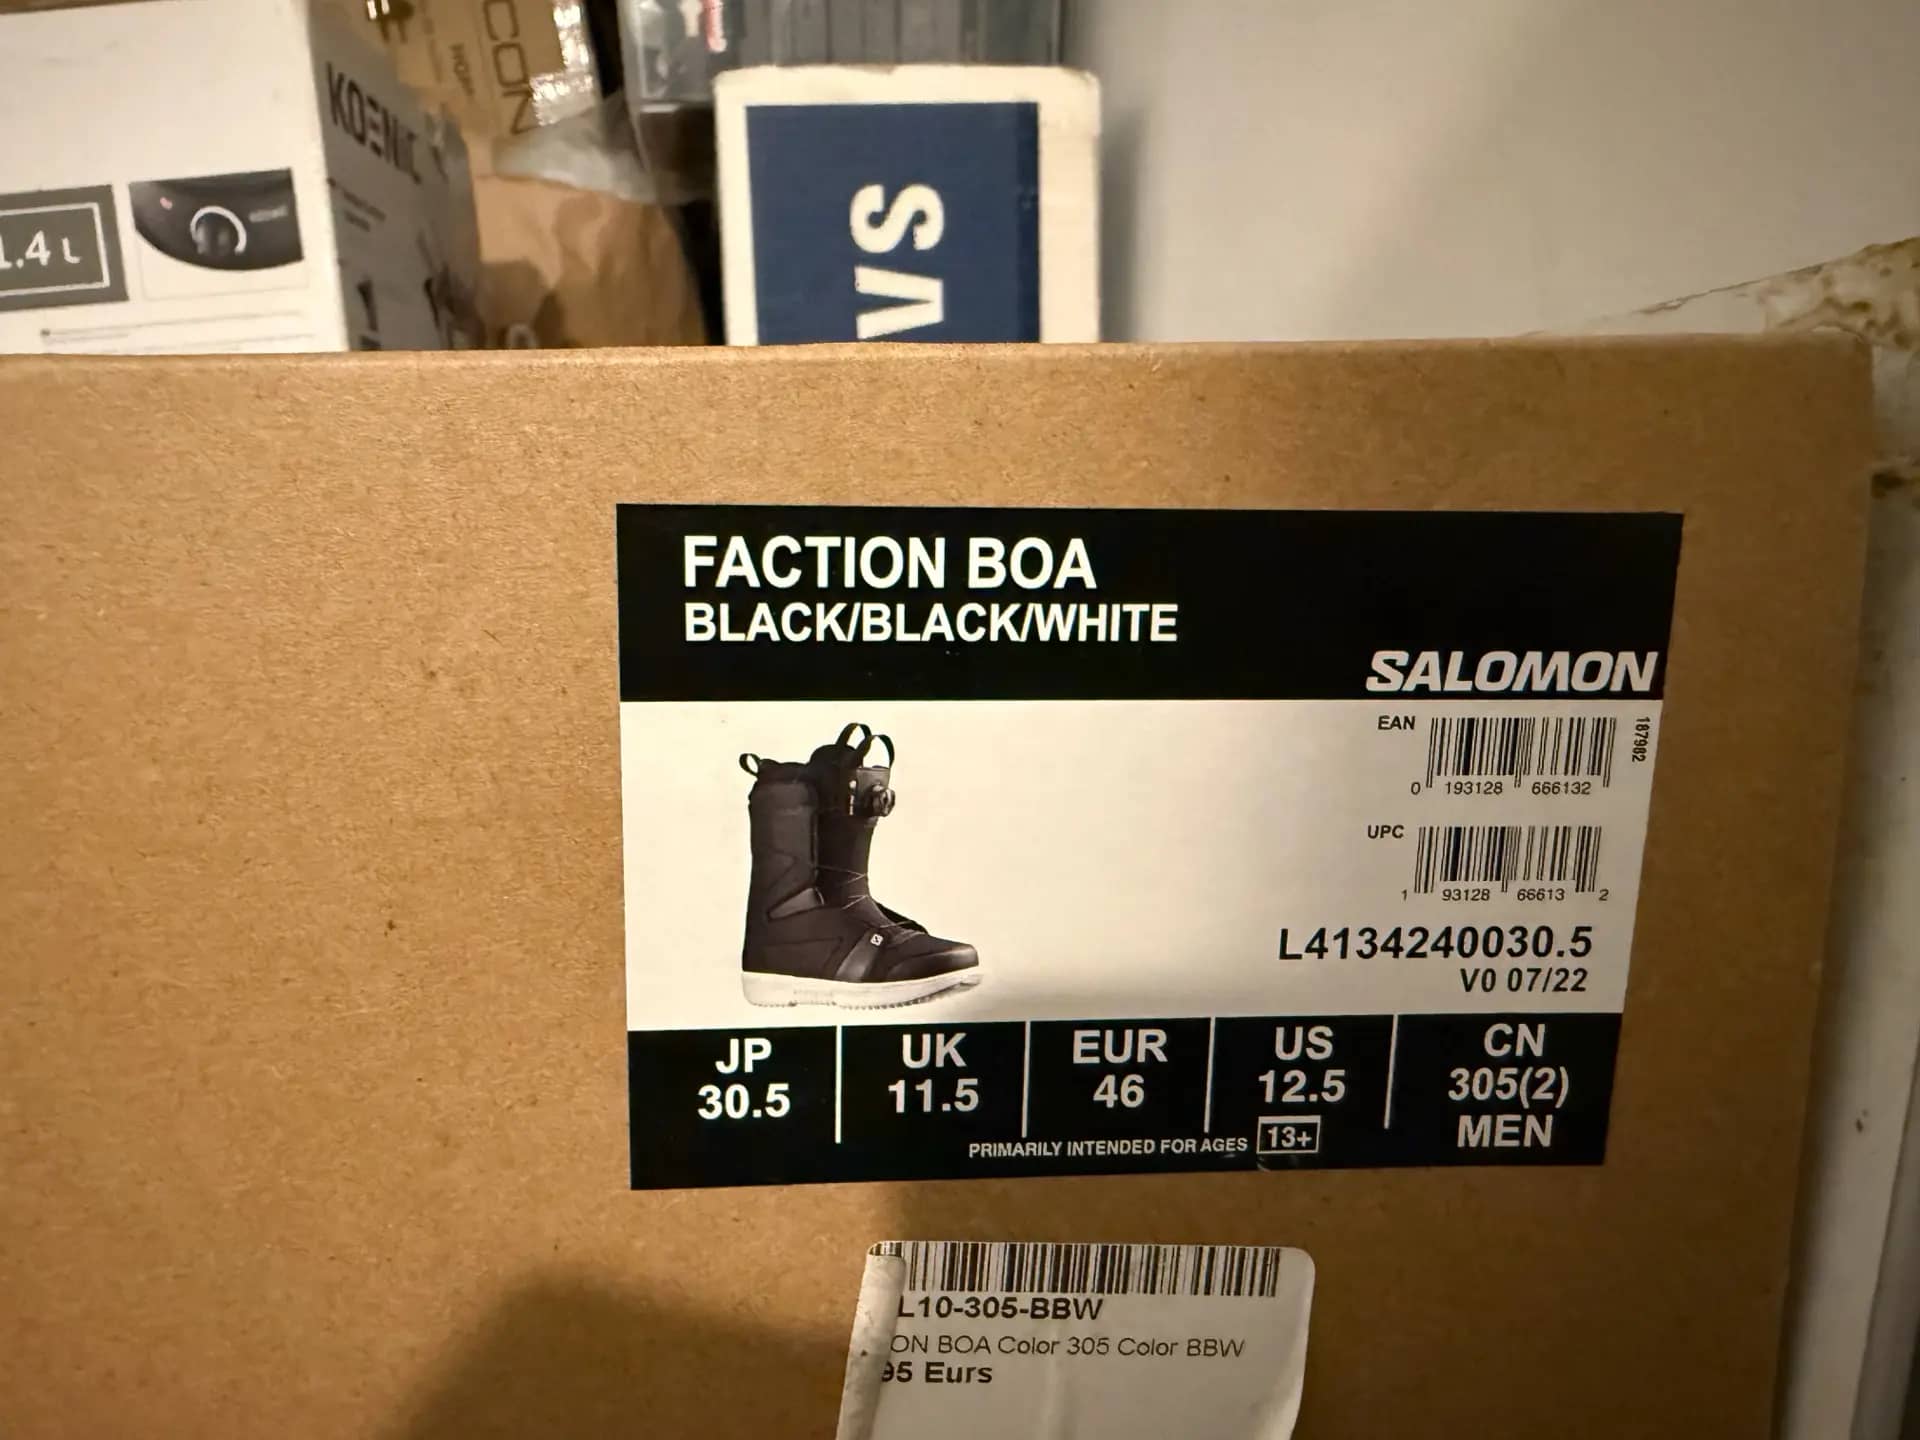 KOENIC
1.4 L
VS
FACTION BOA
BLACK/BLACK/WHITE
SALOMON
EAN
187982
0 193128 666132
UPC
1 93128 66613 2
L4134240030.5
V0 07/22
JP
30.5
UK
11.5
EUR
46
US
12.5
CN
305(2)
MEN
PRIMARILY INTENDED FOR AGES 13+
L10-305-BBW
ON BOA Color 305 Color BBW
95 Eurs